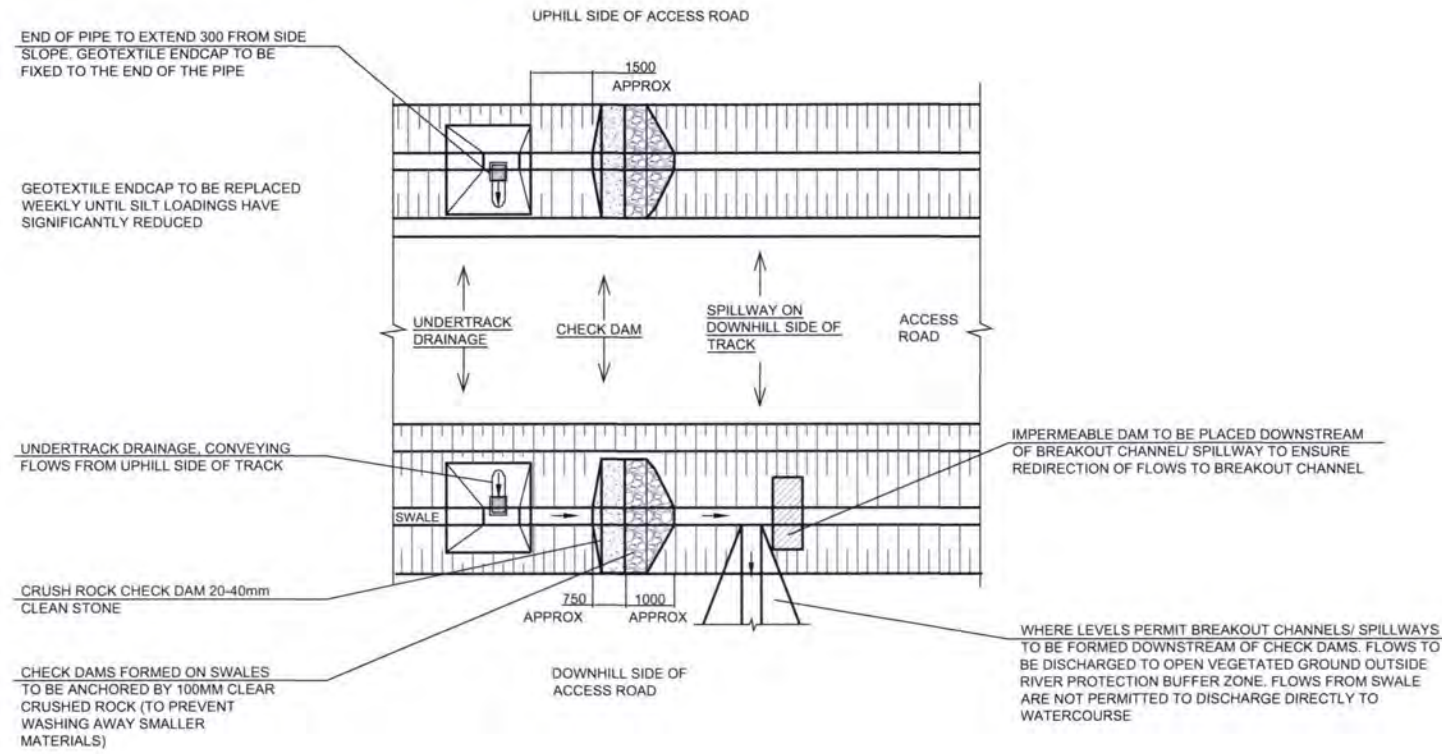 UPHILL SIDE OF ACCESS ROAD
END OF PIPE TO EXTEND 300 FROM SIDE
SLOPE. GEOTEXTILE ENDCAP TO BE
FIXED TO THE END OF THE PIPE
1500
APPROX
GEOTEXTILE ENDCAP TO BE REPLACED
WEEKLY UNTIL SILT LOADINGS HAVE
SIGNIFICANTLY REDUCED
UNDERTRACK
DRAINAGE
CHECK DAM
SPILLWAY ON
DOWNHILL SIDE OF
TRACK
ACCESS
ROAD
UNDERTRACK DRAINAGE, CONVEYING
FLOWS FROM UPHILL SIDE OF TRACK
IMPERMEABLE DAM TO BE PLACED DOWNSTREAM
OF BREAKOUT CHANNEL/ SPILLWAY TO ENSURE
REDIRECTION OF FLOWS TO BREAKOUT CHANNEL
SWALE
CRUSH ROCK CHECK DAM 20-40mm
CLEAN STONE
750
APPROX
1000
APPROX
CHECK DAMS FORMED ON SWALES
TO BE ANCHORED BY 100MM CLEAR
CRUSHED ROCK (TO PREVENT
WASHING AWAY SMALLER
MATERIALS)
DOWNHILL SIDE OF
ACCESS ROAD
WHERE LEVELS PERMIT BREAKOUT CHANNELS/ SPILLWAYS
TO BE FORMED DOWNSTREAM OF CHECK DAMS. FLOWS TO
BE DISCHARGED TO OPEN VEGETATED GROUND OUTSIDE
RIVER PROTECTION BUFFER ZONE. FLOWS FROM SWALE
ARE NOT PERMITTED TO DISCHARGE DIRECTLY TO
WATERCOURSE